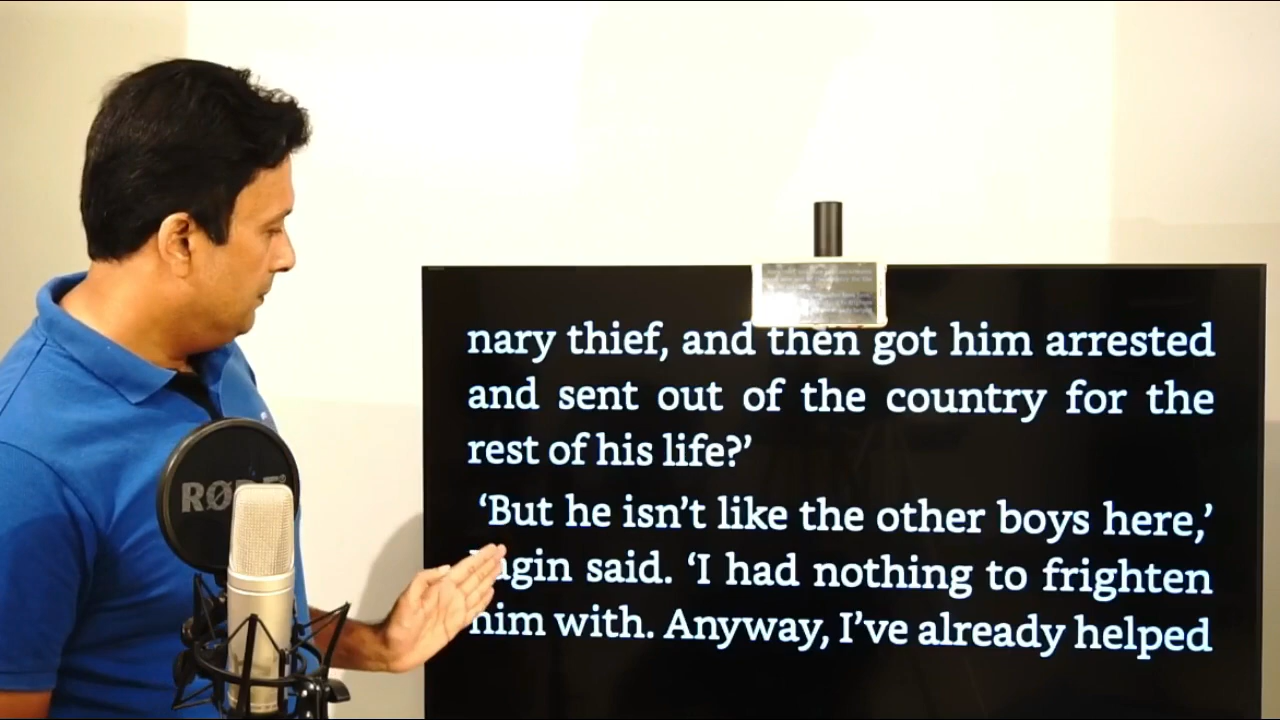 RØDE
nary thief, and then got him arrested
and sent out of the country for the
rest of his life?’
‘But he isn’t like the other boys here,’
said. ‘I had nothing to frighten
him with. Anyway, I’ve already helped